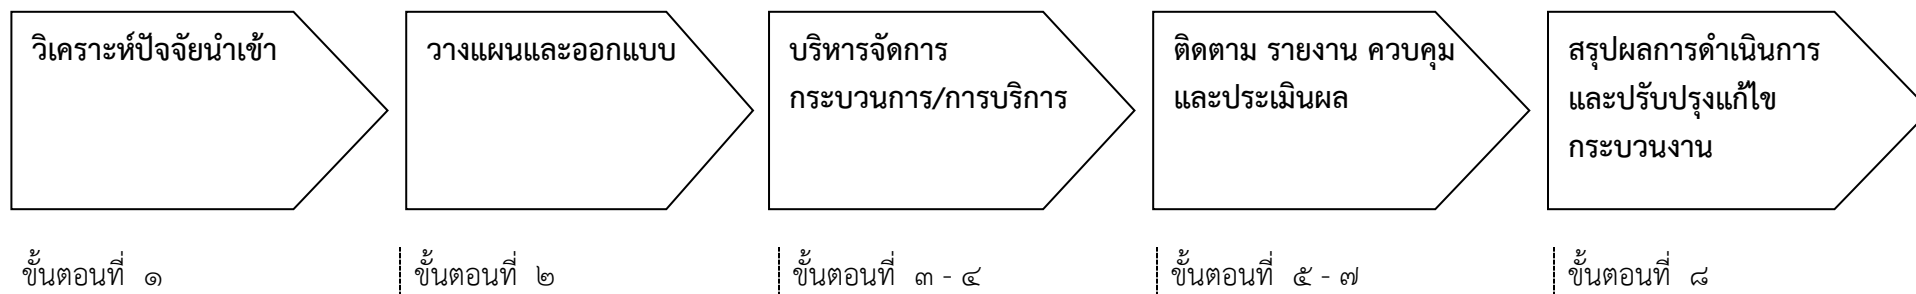 วิเคราะห์ปัจจัยนำเข้า
วางแผนและออกแบบ
บริหารจัดการ
กระบวนการ/การบริการ
ติดตาม รายงาน ควบคุม
และประเมินผล
สรุปผลการดำเนินการ
และปรับปรุงแก้ไข
กระบวนงาน
ขั้นตอนที่ ๑
ขั้นตอนที่ ๒
ขั้นตอนที่ ๓ - ๔
ขั้นตอนที่ ๕ - ๗
ขั้นตอนที่ ๘